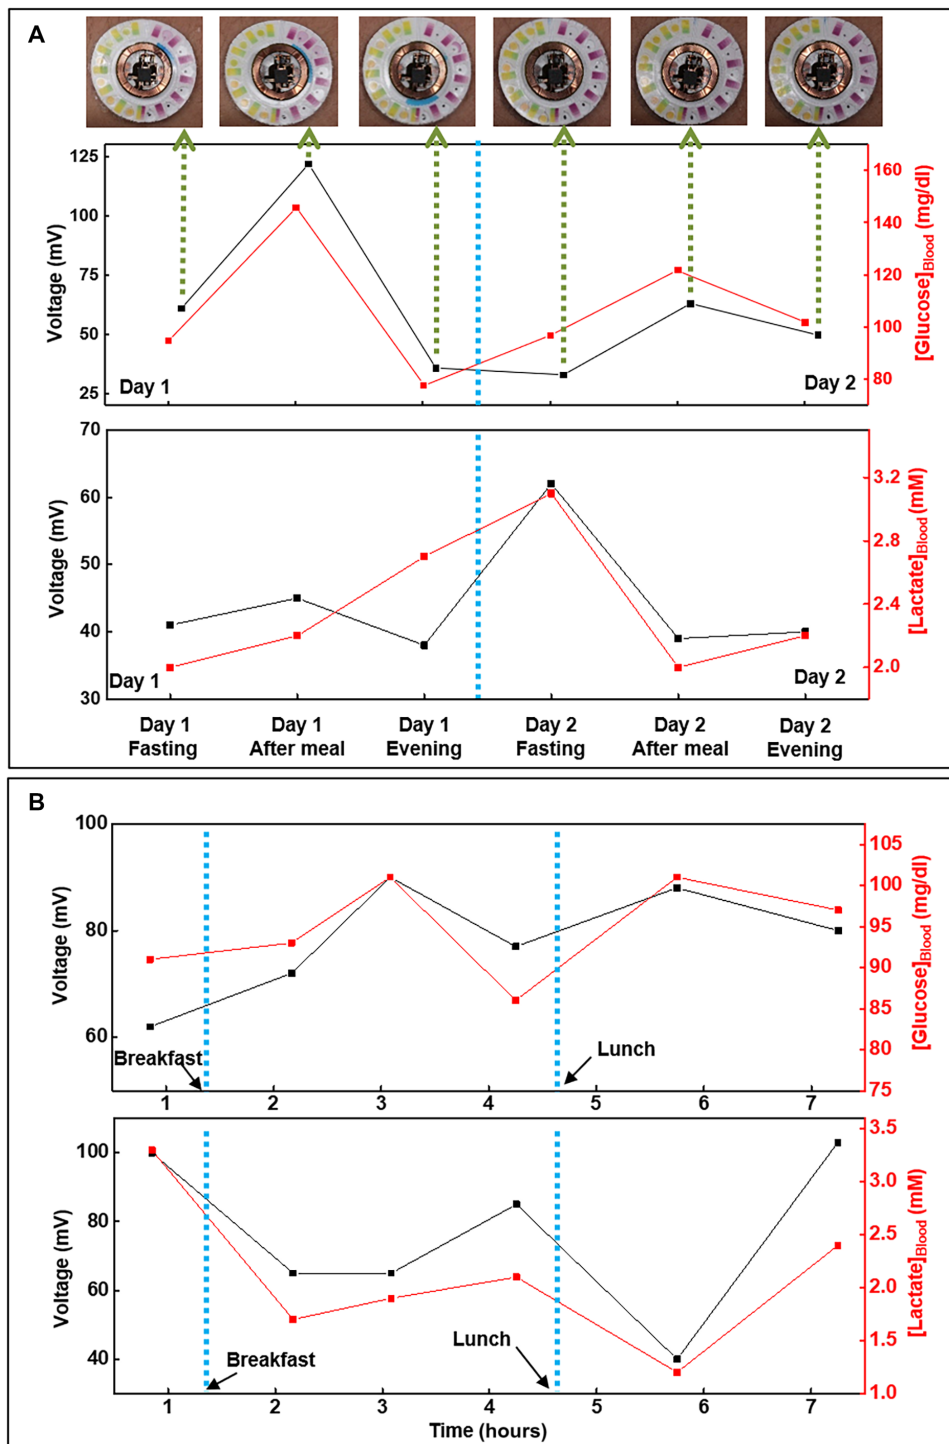 A
125
100
75
50
25
Voltage (mV)
160
140
120
100
80
[Glucose]Blood (mg/dl)
Day 1
Day 2
70
60
50
40
30
Voltage (mV)
3.2
2.8
2.4
2.0
[Lactate]Blood (mM)
Day 1
Day 2
Day 1
Fasting
Day 1
After meal
Day 1
Evening
Day 2
Fasting
Day 2
After meal
Day 2
Evening
B
100
80
60
Voltage (mV)
105
100
95
90
85
80
75
[Glucose]Blood (mg/dl)
Breakfast
Lunch
1 2 3 4 5 6 7
100
80
60
40
Voltage (mV)
3.5
3.0
2.5
2.0
1.5
1.0
[Lactate]Blood (mM)
Breakfast
Lunch
1 2 3 4 5 6 7
Time (hours)